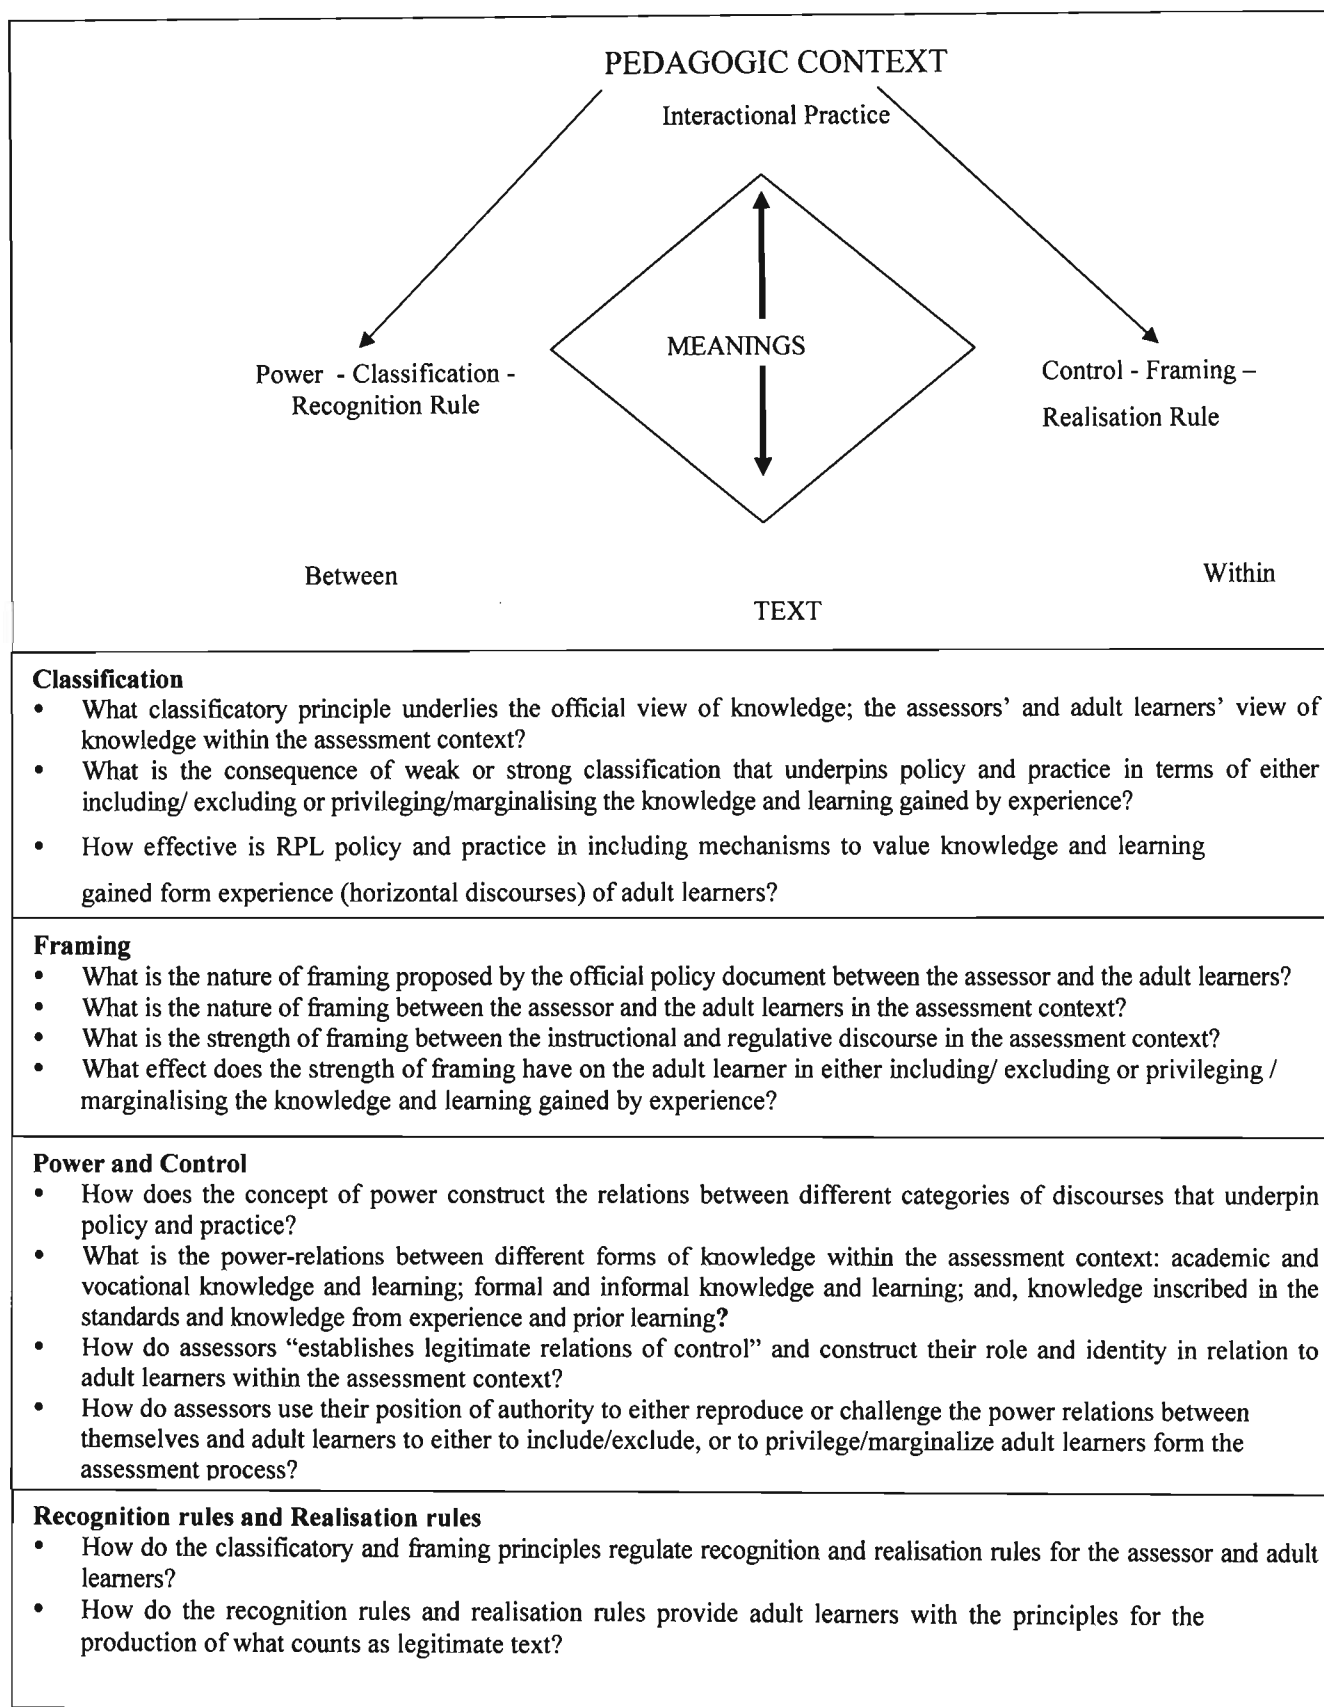 PEDAGOGIC CONTEXT
Interactional Practice
MEANINGS
Power - Classification -
Recognition Rule
Control - Framing –
Realisation Rule
Between
Within
TEXT
Classification
• What classificatory principle underlies the official view of knowledge; the assessors' and adult learners' view of
knowledge within the assessment context?
• What is the consequence of weak or strong classification that underpins policy and practice in terms of either
including/ excluding or privileging/marginalising the knowledge and learning gained by experience?
• How effective is RPL policy and practice in including mechanisms to value knowledge and learning
gained form experience (horizontal discourses) of adult learners?
Framing
• What is the nature of framing proposed by the official policy document between the assessor and the adult learners?
• What is the nature of framing between the assessor and the adult learners in the assessment context?
• What is the strength of framing between the instructional and regulative discourse in the assessment context?
• What effect does the strength of framing have on the adult learner in either including/ excluding or privileging /
marginalising the knowledge and learning gained by experience?
Power and Control
• How does the concept of power construct the relations between different categories of discourses that underpin
policy and practice?
• What is the power-relations between different forms of knowledge within the assessment context: academic and
vocational knowledge and learning; formal and informal knowledge and learning; and, knowledge inscribed in the
standards and knowledge from experience and prior learning?
• How do assessors “establishes legitimate relations of control” and construct their role and identity in relation to
adult learners within the assessment context?
• How do assessors use their position of authority to either reproduce or challenge the power relations between
themselves and adult learners to either to include/exclude, or to privilege/marginalize adult learners form the
assessment process?
Recognition rules and Realisation rules
• How do the classificatory and framing principles regulate recognition and realisation rules for the assessor and adult
learners?
• How do the recognition rules and realisation rules provide adult learners with the principles for the
production of what counts as legitimate text?